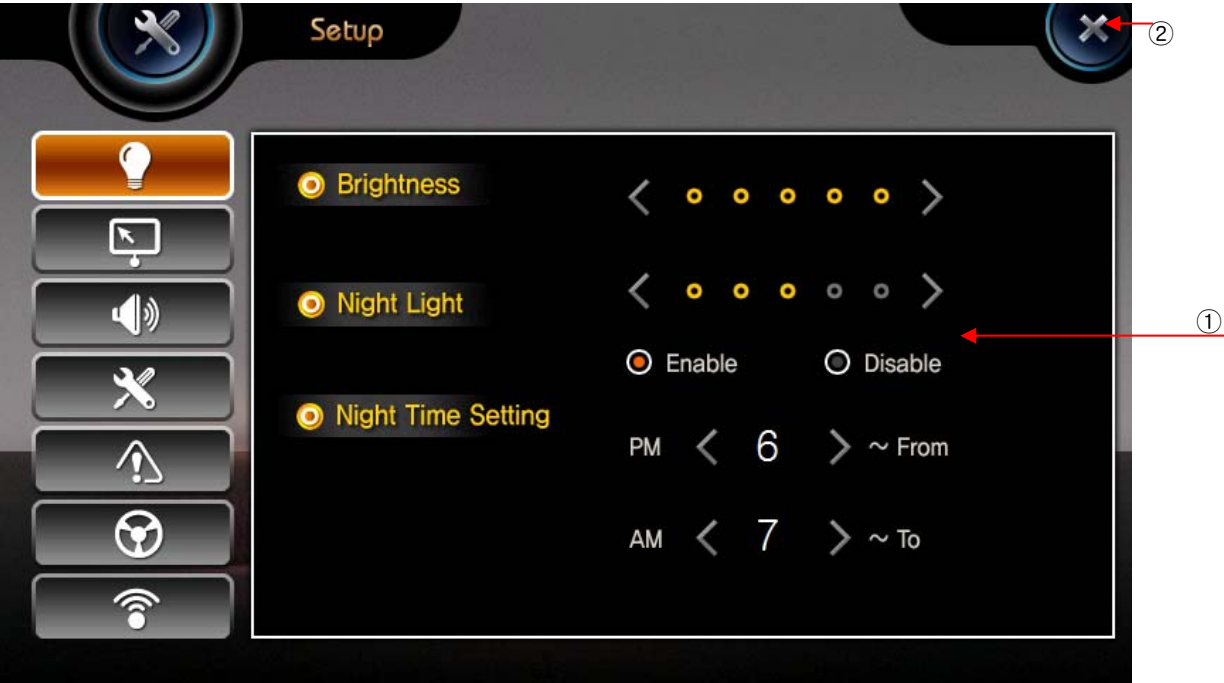 Setup
②
Brightness
Night Light
①
Enable Disable
Night Time Setting
PM 6 ~ From
AM 7 ~ To